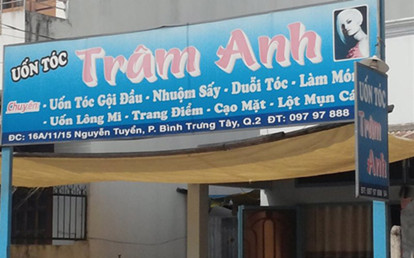 UỐN TÓC Trâm Anh
Chuyên: Uốn Tóc Gội Đầu - Nhuộm Sấy - Duỗi Tóc - Làm Món
- Uốn Lông Mi - Trang Điểm - Cạo Mặt - Lột Mụn Cá
ĐC: 16A/11/15 Nguyễn Tuyển, P. Bình Trưng Tây, Q.2 ĐT: 097 97 888
UỐN TÓC
Trâm
Anh